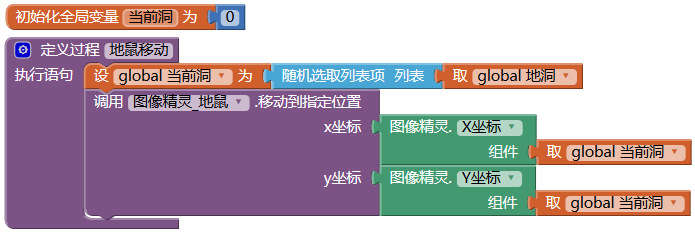 初始化全局变量 当前洞 为 0
定义过程 地鼠移动
执行语句 设 global 当前洞 为 随机选取列表项 列表 取 global 地洞
调用 图像精灵_地鼠 .移动到指定位置
x坐标 图像精灵. X坐标
组件 取 global 当前洞
y坐标 图像精灵. Y坐标
组件 取 global 当前洞